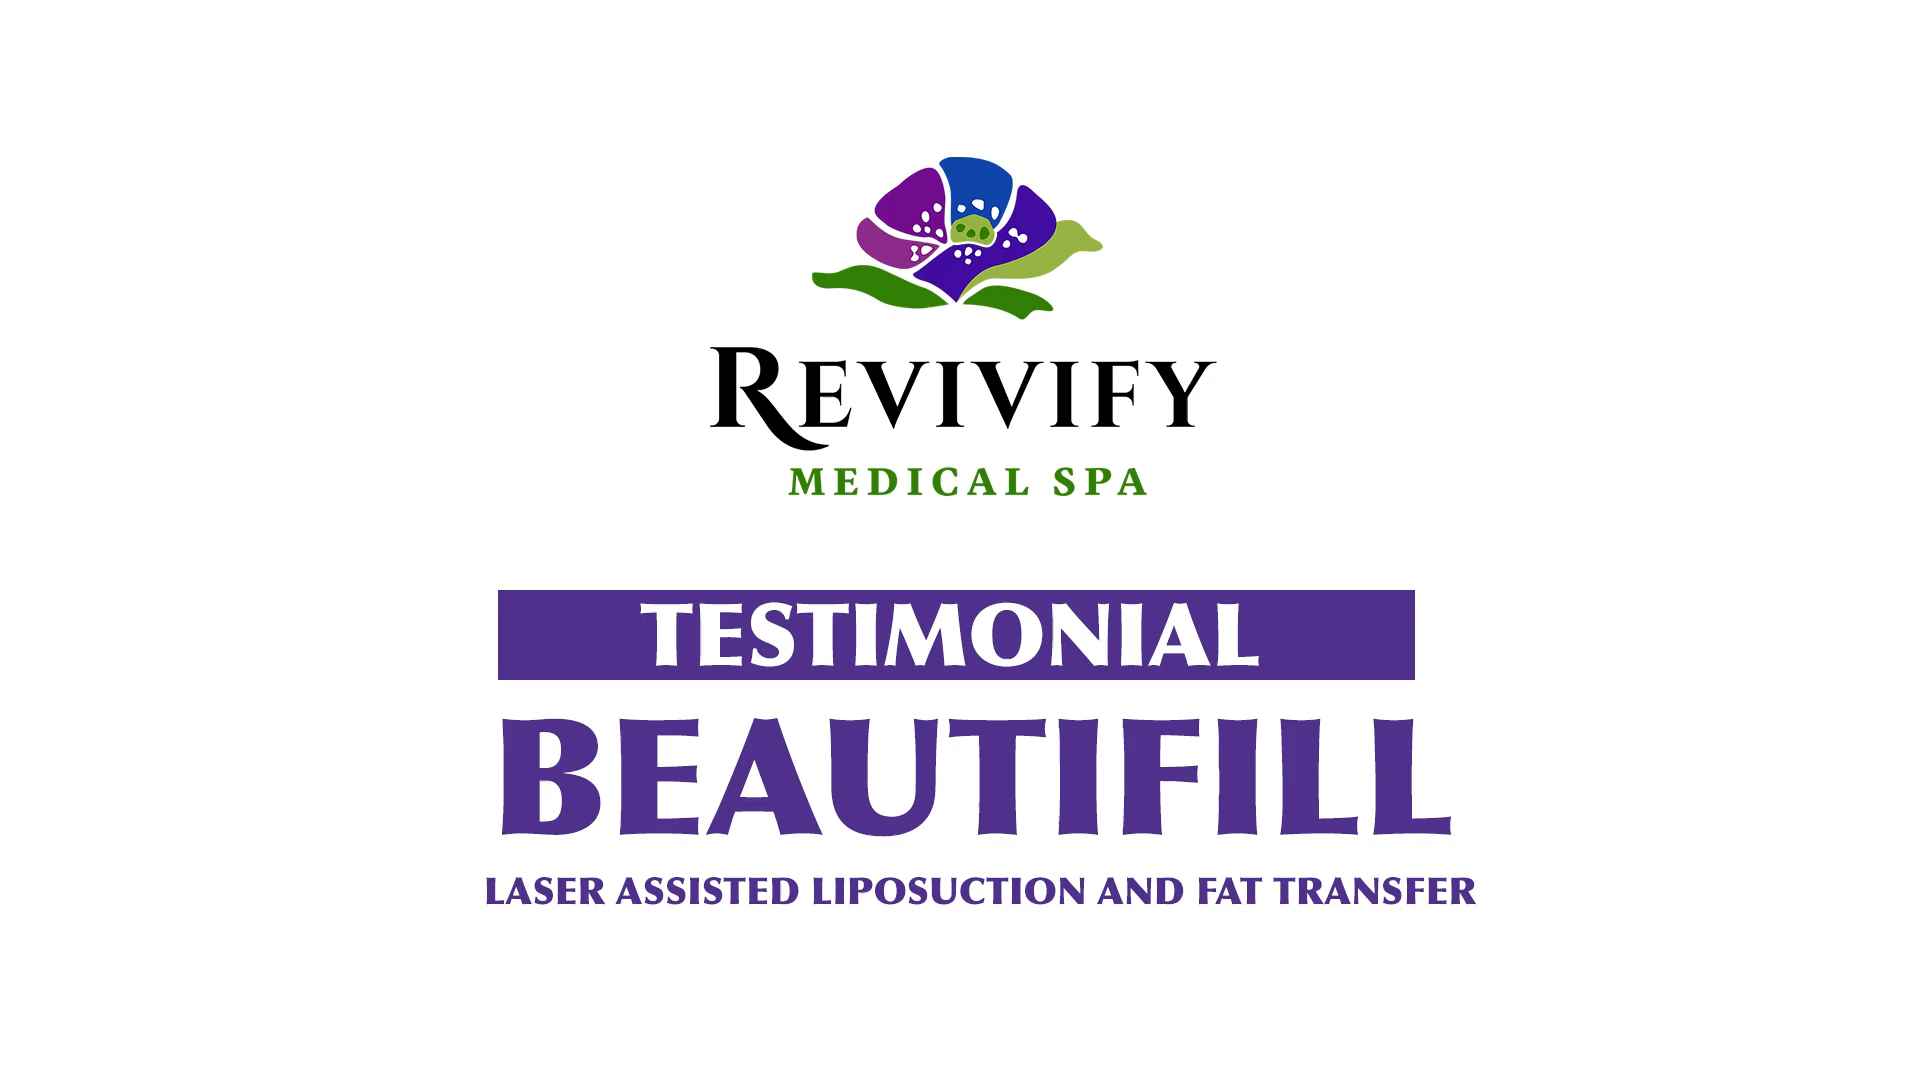 REVIVIFY
MEDICAL SPA
TESTIMONIAL
BEAUTIFILL
LASER ASSISTED LIPOSUCTION AND FAT TRANSFER